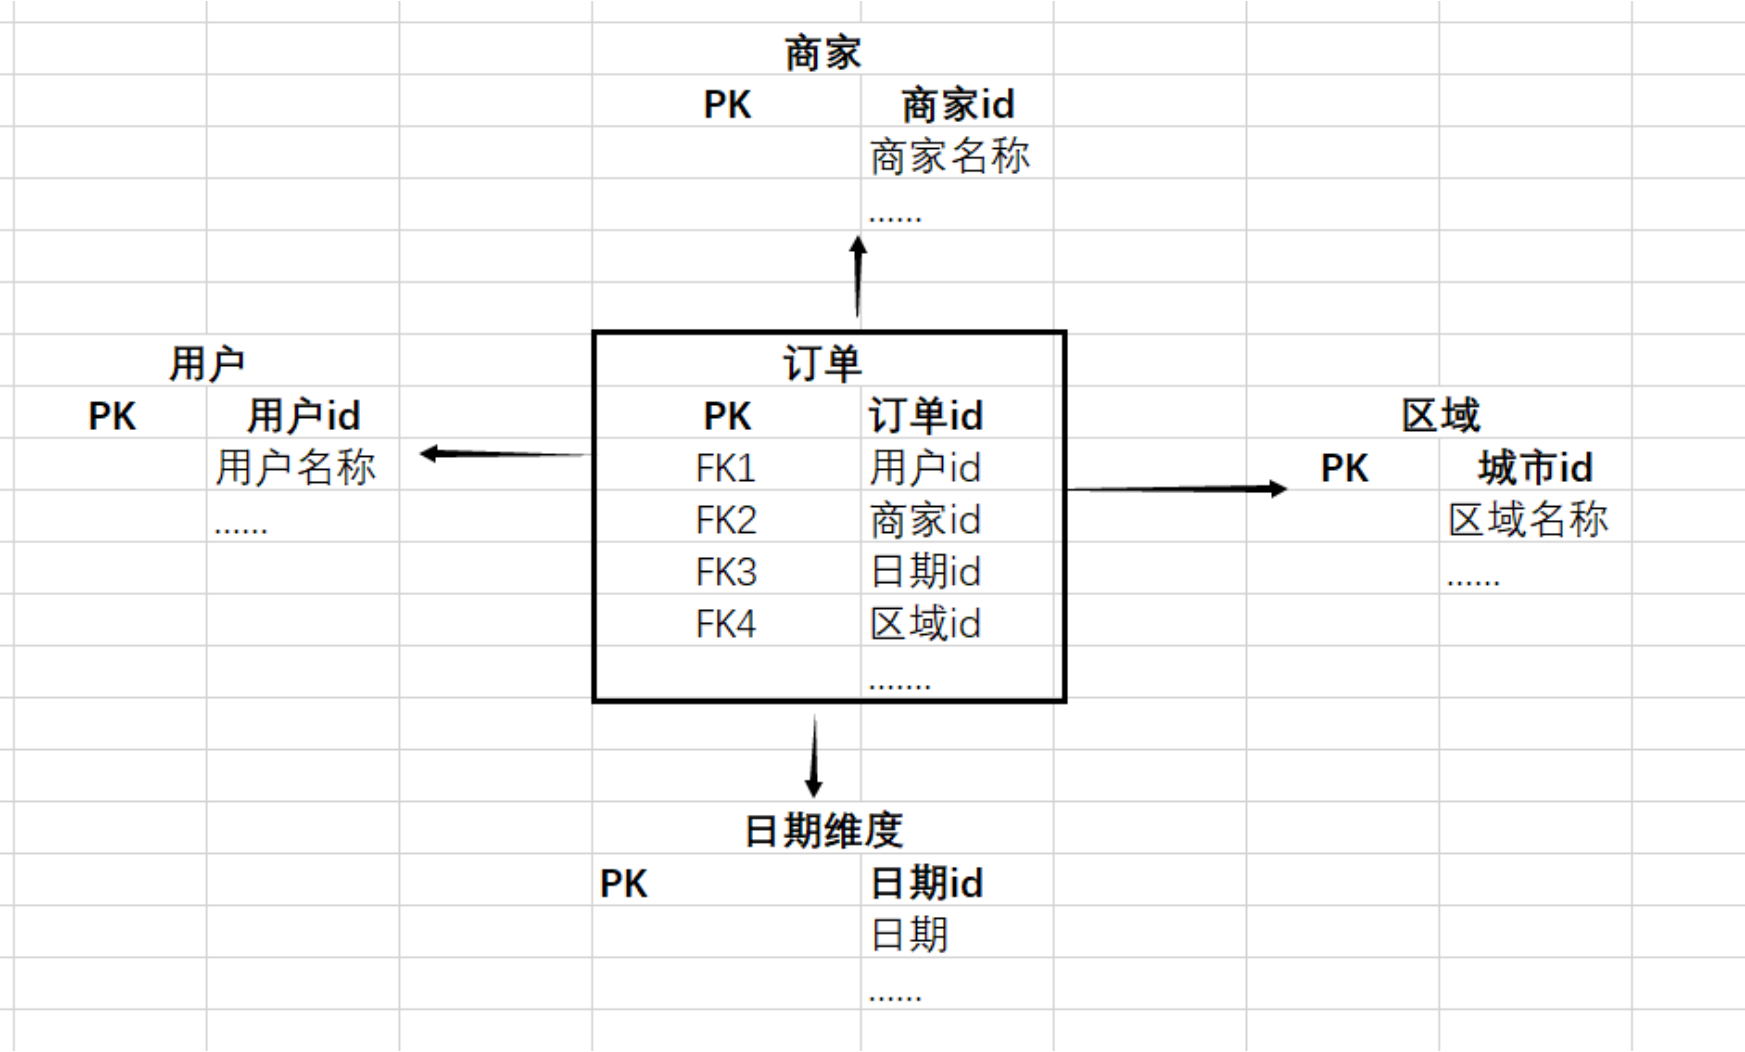 商家
PK 商家id
商家名称
......
用户
PK 用户id
用户名称
......
订单
PK 订单id
FK1 用户id
FK2 商家id
FK3 日期id
FK4 区域id
.......
区域
PK 城市id
区域名称
......
日期维度
PK 日期id
日期
......